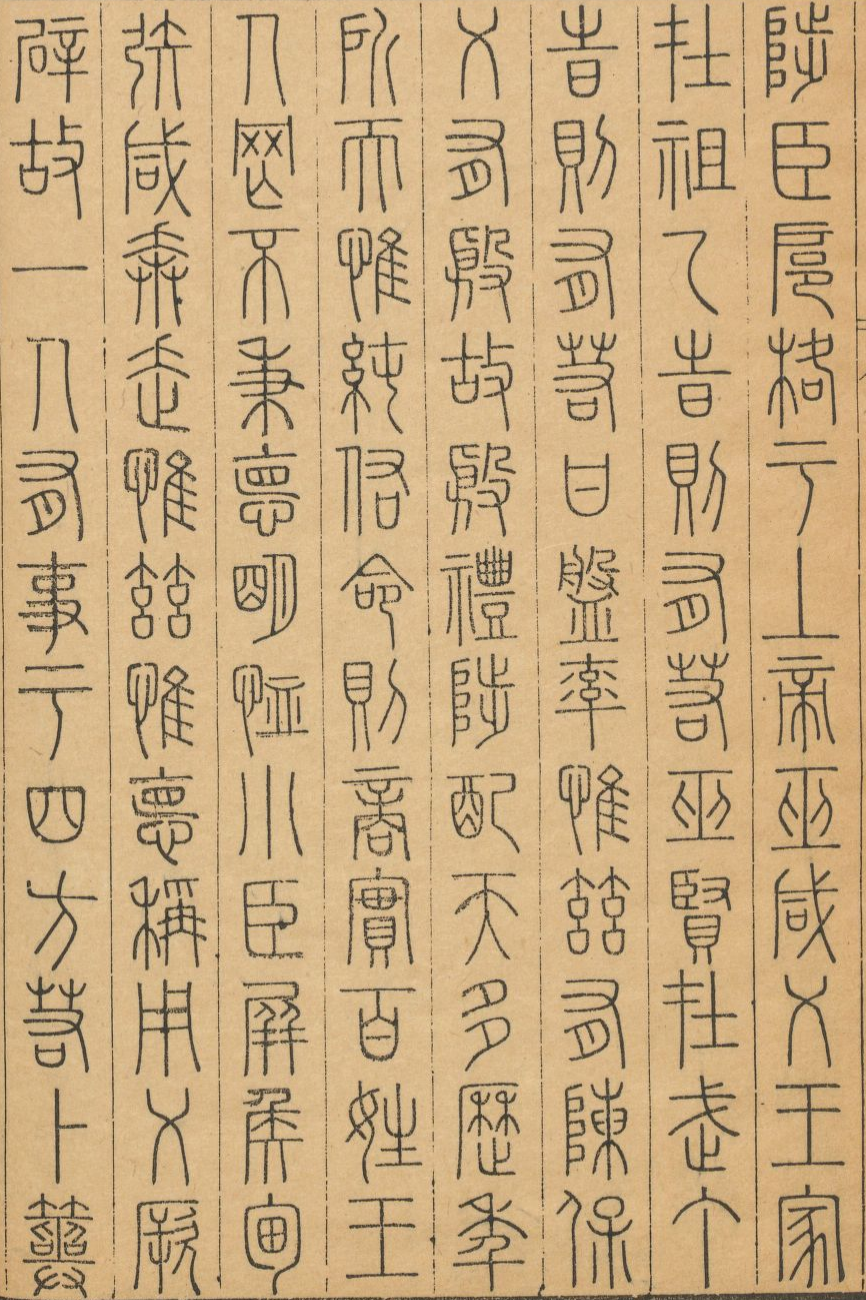 陟臣扈格于上帝巫咸乂王家
在祖乙時則有若巫賢在武丁
時則有若甘盤率惟茲有陳保
乂有殷故殷禮陟配天多歷年
所天惟純佑命則商實百姓王
人罔不秉德明恤小臣屏侯甸
矧咸奔走惟茲惟德稱用乂厥
辟故一人有事于四方若卜筮